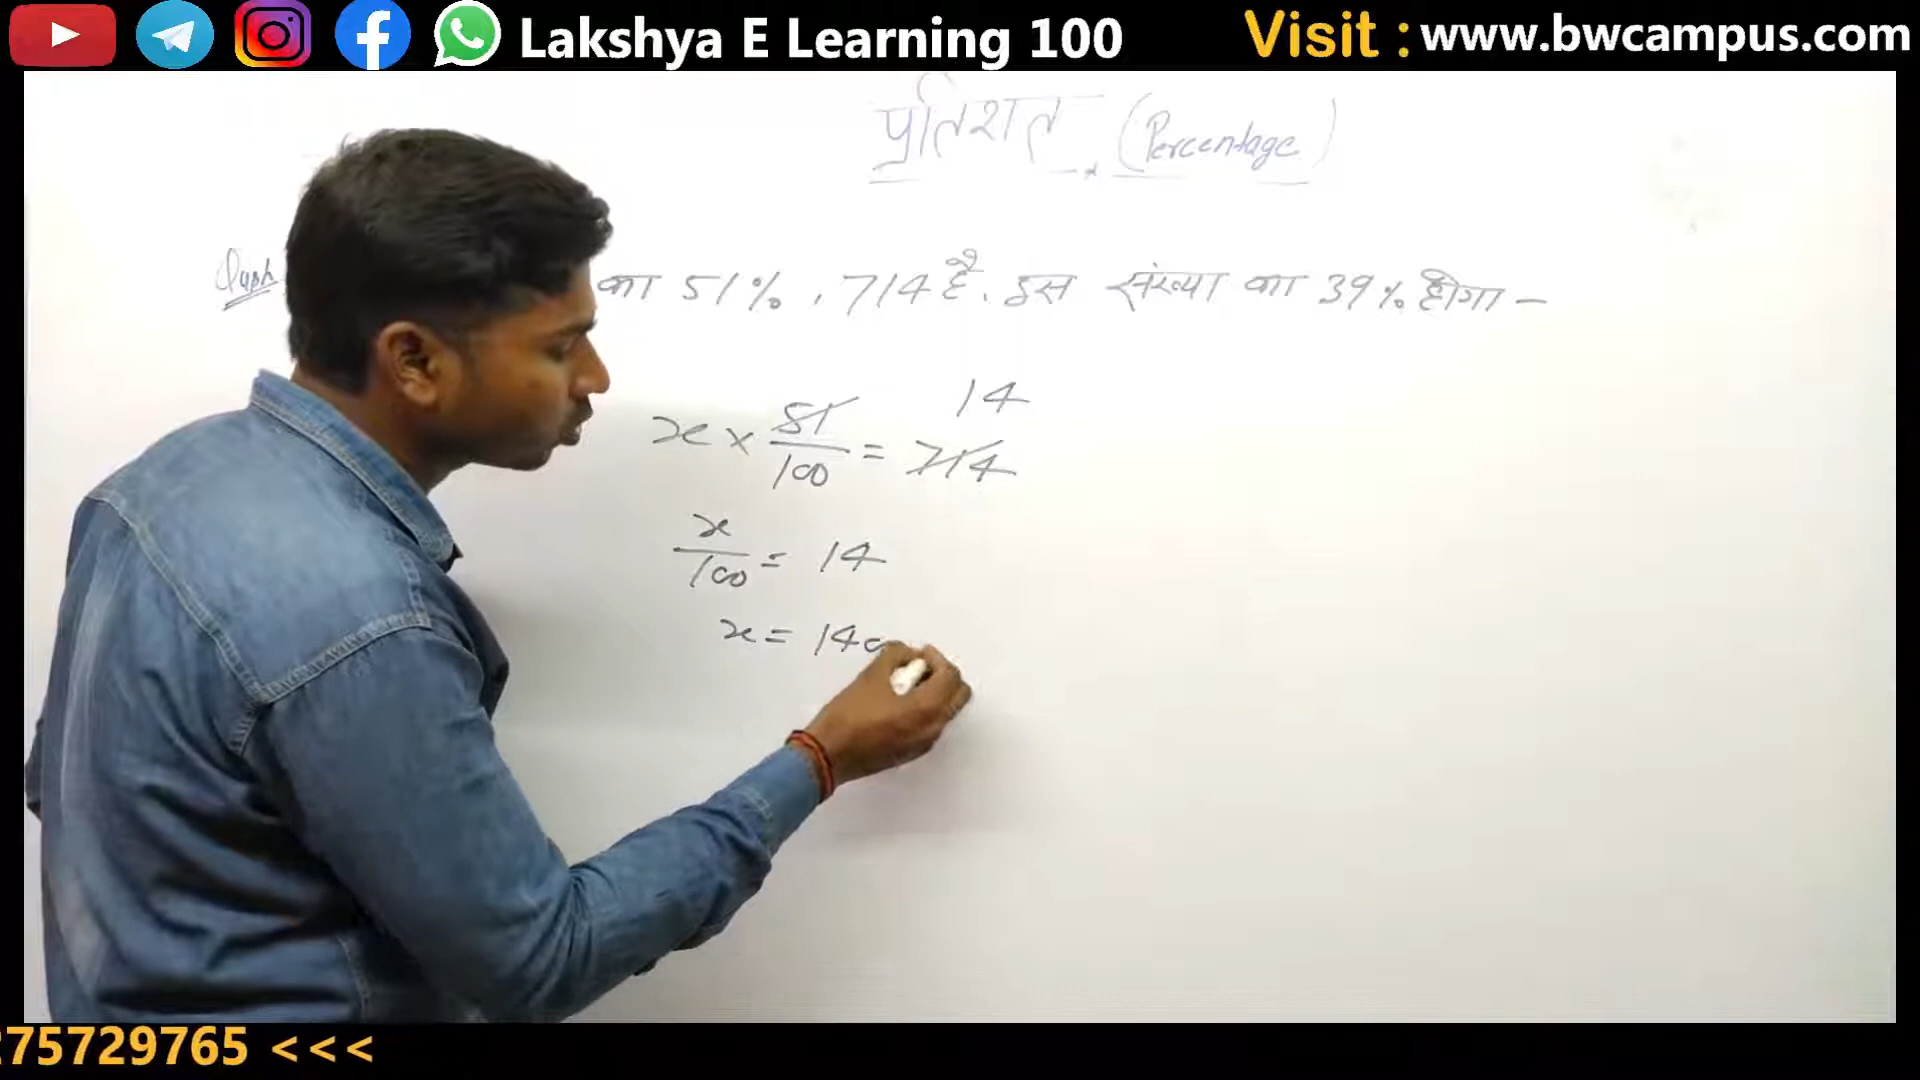 Lakshya E Learning 100 Visit : www.bwcampus.com
प्रतिशत (Percentage)
का 51%, 714 है. इस संख्या का 39% होगा -
14
x × 51/100 = 714
x/100 = 14
x = 140
75729765 <<<